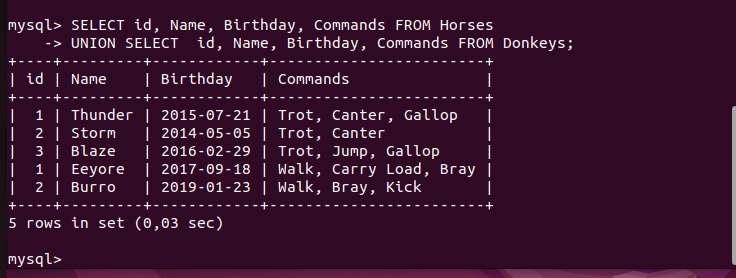 mysql> SELECT id, Name, Birthday, Commands FROM Horses
    -> UNION SELECT  id, Name, Birthday, Commands FROM Donkeys;
+----+---------+------------+------------------------+
| id | Name    | Birthday   | Commands               |
+----+---------+------------+------------------------+
|  1 | Thunder | 2015-07-21 | Trot, Canter, Gallop   |
|  2 | Storm   | 2014-05-05 | Trot, Canter           |
|  3 | Blaze   | 2016-02-29 | Trot, Jump, Gallop     |
|  1 | Eeyore  | 2017-09-18 | Walk, Carry Load, Bray |
|  2 | Burro   | 2019-01-23 | Walk, Bray, Kick       |
+----+---------+------------+------------------------+
5 rows in set (0,03 sec)
mysql>